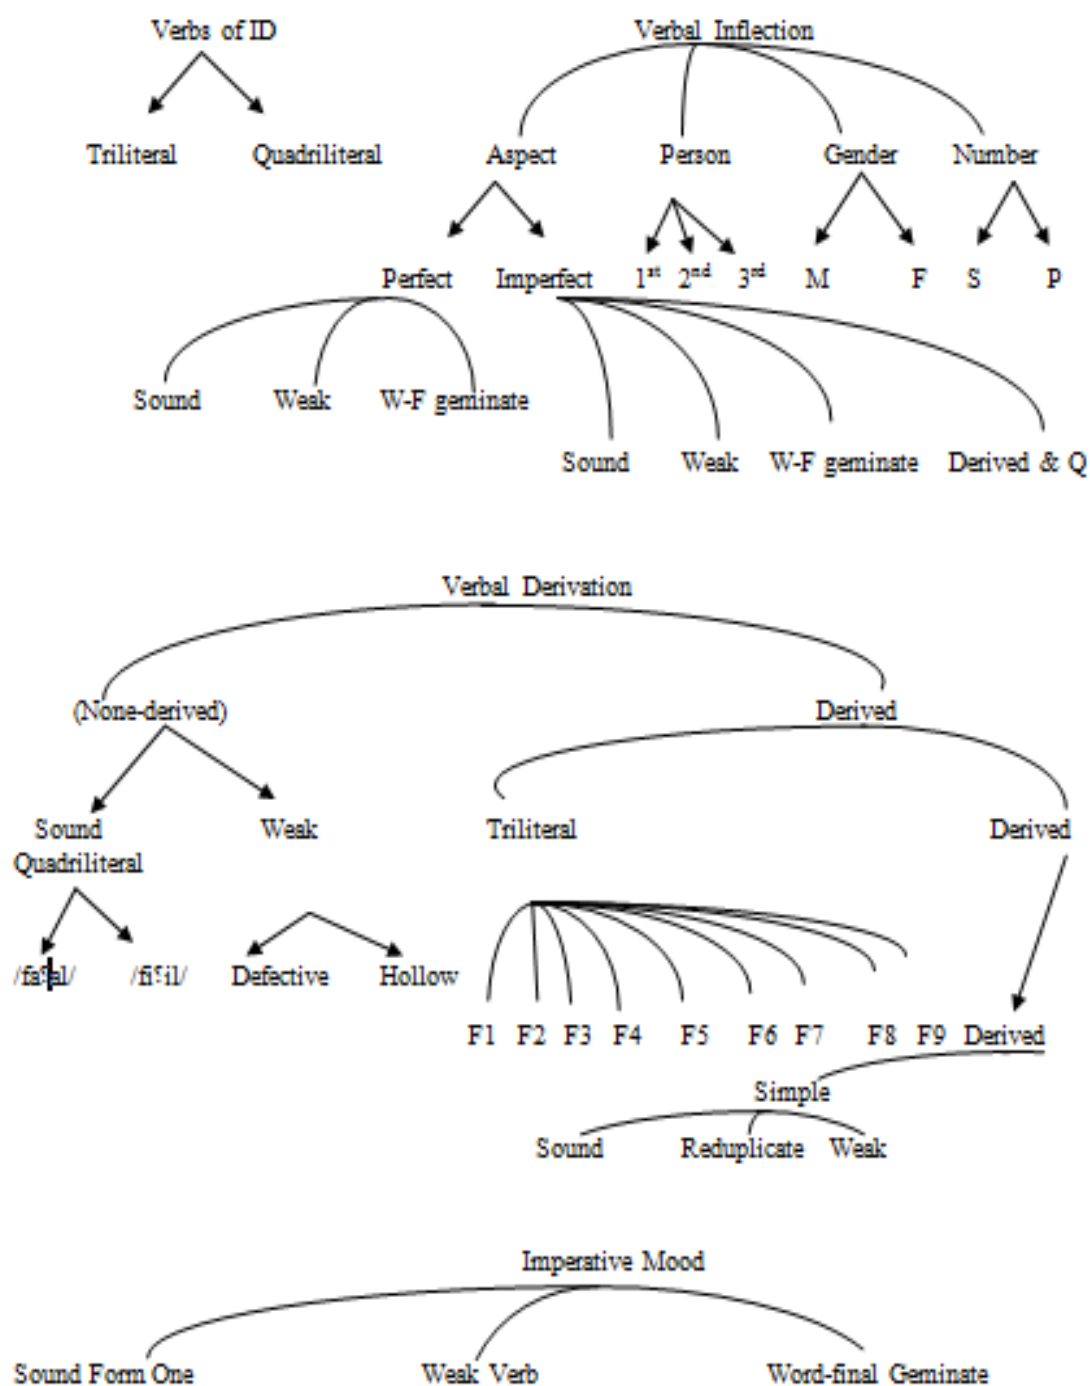 Verbs of ID Verbal Inflection
Triliteral Quadriliteral Aspect Person Gender Number
Perfect Imperfect 1st 2nd 3rd M F S P
Sound Weak W-F geminate
Sound Weak W-F geminate Derived & Q
Verbal Derivation
(None-derived) Derived
Sound Weak Triliteral Derived
Quadriliteral
/faʕal/ /fiʕil/ Defective Hollow
F1 F2 F3 F4 F5 F6 F7 F8 F9 Derived
Simple
Sound Reduplicate Weak
Imperative Mood
Sound Form One Weak Verb Word-final Geminate